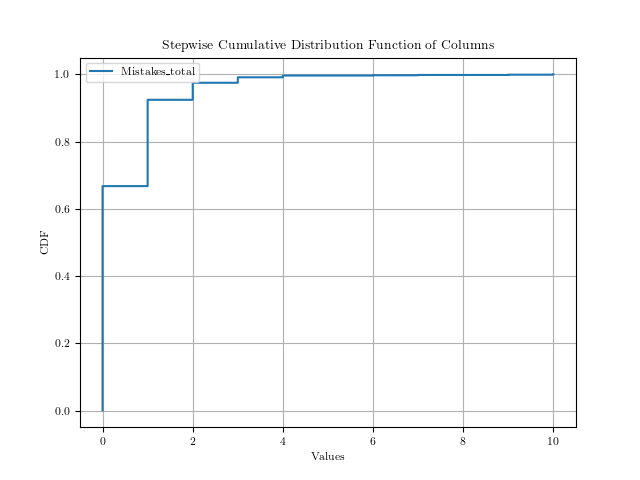 Stepwise Cumulative Distribution Function of Columns
Mistakes_total
1.0
0.8
0.6
0.4
0.2
0.0
CDF
0 2 4 6 8 10
Values